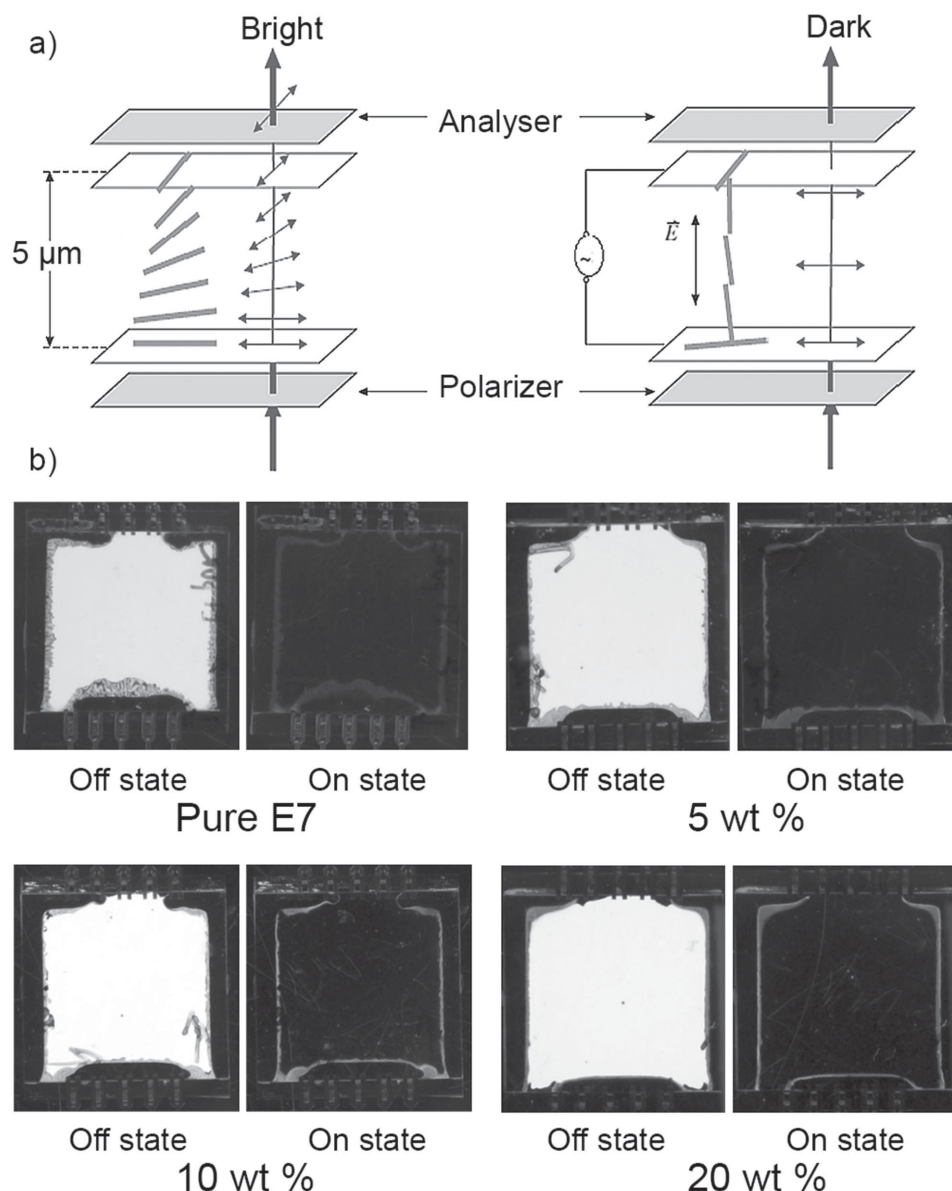 a)
Bright
Dark
Analyser
5 µm
E
~
Polarizer
b)
Off state
On state
Off state
On state
Pure E7
5 wt %
Off state
On state
Off state
On state
10 wt %
20 wt %